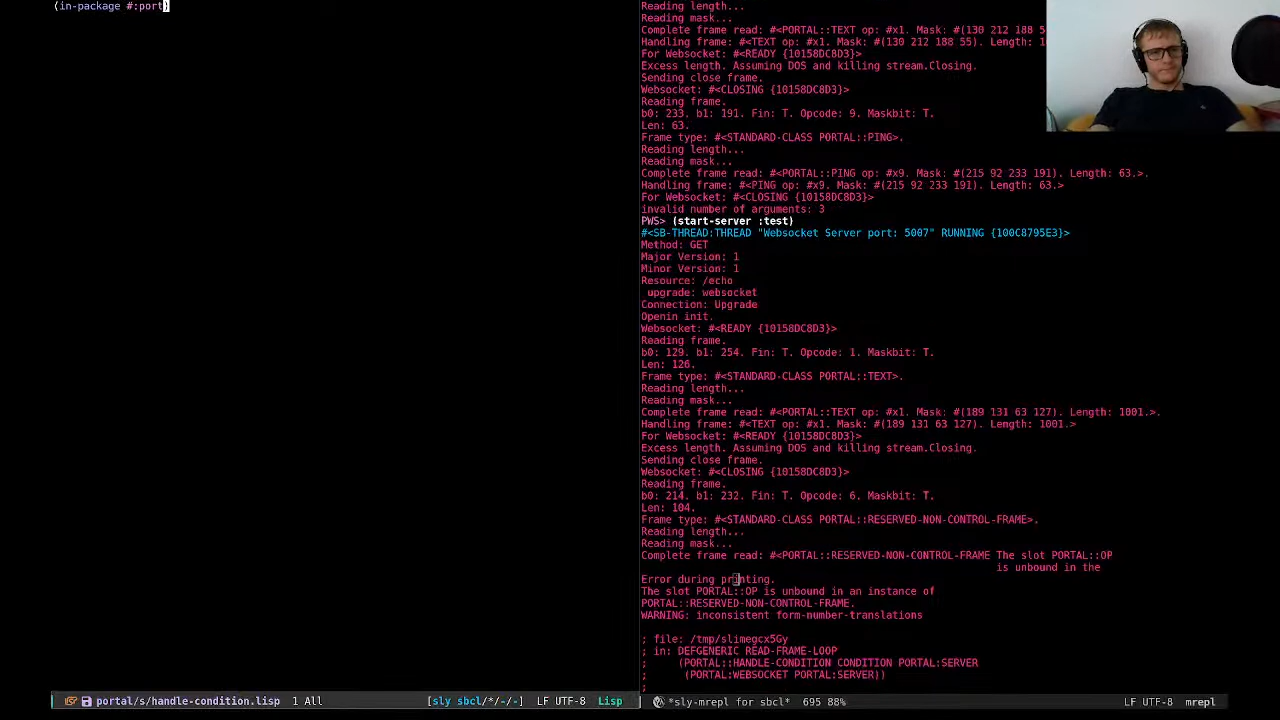 (in-package #:port)
Reading length...
Reading mask...
Complete frame read: #<PORTAL::TEXT op: #x1. Mask: #(130 212 188 5
Handling frame: #<TEXT op: #x1. Mask: #(130 212 188 55). Length: 1
For Websocket: #<READY {10158DC8D3}>
Excess length. Assuming DOS and killing stream.Closing.
Sending close frame.
Websocket: #<CLOSING {10158DC8D3}>
Reading frame.
b0: 233. b1: 191. Fin: T. Opcode: 9. Maskbit: T.
Len: 63.
Frame type: #<STANDARD-CLASS PORTAL::PING>.
Reading length...
Reading mask...
Complete frame read: #<PORTAL::PING op: #x9. Mask: #(215 92 233 191). Length: 63.>.
Handling frame: #<PING op: #x9. Mask: #(215 92 233 191). Length: 63.>
For Websocket: #<CLOSING {10158DC8D3}>
invalid number of arguments: 3
PWS> (start-server :test)
#<SB-THREAD:THREAD "Websocket Server port: 5007" RUNNING {100C8795E3}>
Method: GET
Major Version: 1
Minor Version: 1
Resource: /echo
upgrade: websocket
Connection: Upgrade
Openin init.
Websocket: #<READY {10158DC8D3}>
Reading frame.
b0: 129. b1: 254. Fin: T. Opcode: 1. Maskbit: T.
Len: 126.
Frame type: #<STANDARD-CLASS PORTAL::TEXT>.
Reading length...
Reading mask...
Complete frame read: #<PORTAL::TEXT op: #x1. Mask: #(189 131 63 127). Length: 1001.>.
Handling frame: #<TEXT op: #x1. Mask: #(189 131 63 127). Length: 1001.>
For Websocket: #<READY {10158DC8D3}>
Excess length. Assuming DOS and killing stream.Closing.
Sending close frame.
Websocket: #<CLOSING {10158DC8D3}>
Reading frame.
b0: 214. b1: 232. Fin: T. Opcode: 6. Maskbit: T.
Len: 104.
Frame type: #<STANDARD-CLASS PORTAL::RESERVED-NON-CONTROL-FRAME>.
Reading length...
Reading mask...
Complete frame read: #<PORTAL::RESERVED-NON-CONTROL-FRAME The slot PORTAL::OP
is unbound in the
Error during printing.
The slot PORTAL::OP is unbound in an instance of
PORTAL::RESERVED-NON-CONTROL-FRAME.
WARNING: inconsistent form-number-translations
; file: /tmp/slimegcx5Gy
; in: DEFGENERIC READ-FRAME-LOOP
; (PORTAL::HANDLE-CONDITION CONDITION PORTAL:SERVER
; (PORTAL:WEBSOCKET PORTAL:SERVER))
;
portal/s/handle-condition.lisp 1 All [sly sbcl/*/-/-] LF UTF-8 Lisp
*sly-mrepl for sbcl* 695 88% LF UTF-8 mrepl